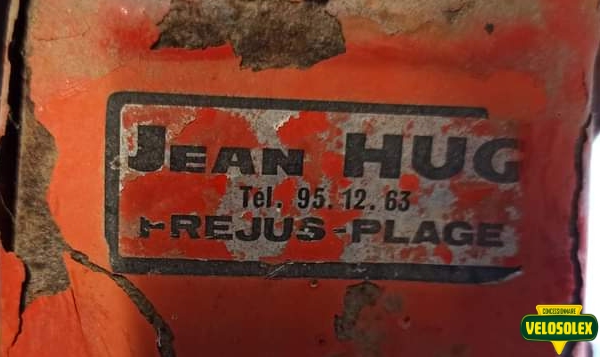 JEAN HUG
Tel. 95.12.63
FREJUS-PLAGE
CONCESSIONNAIRE
VELOSOLEX